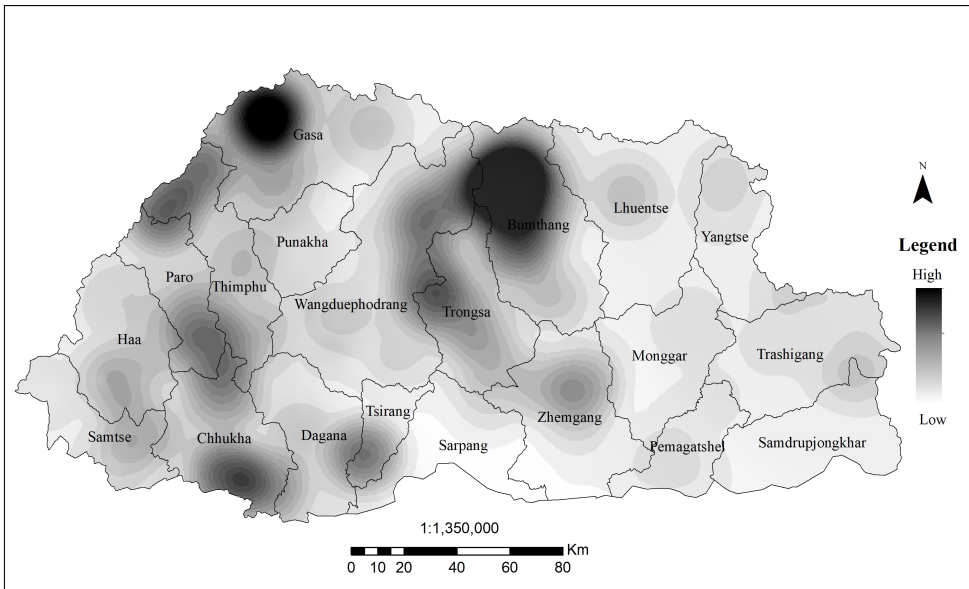 Gasa
N
Punakha
Bumthang
Lhuentse
Yangtse
Legend
High
Low
Paro
Thimphu
Wangduephodrang
Trongsa
Haa
Monggar
Trashigang
Tsirang
Zhemgang
Samtse
Chhukha
Dagana
Sarpang
Pemagatshel
Samdrupjongkhar
1:1,350,000
Km
0 10 20 40 60 80